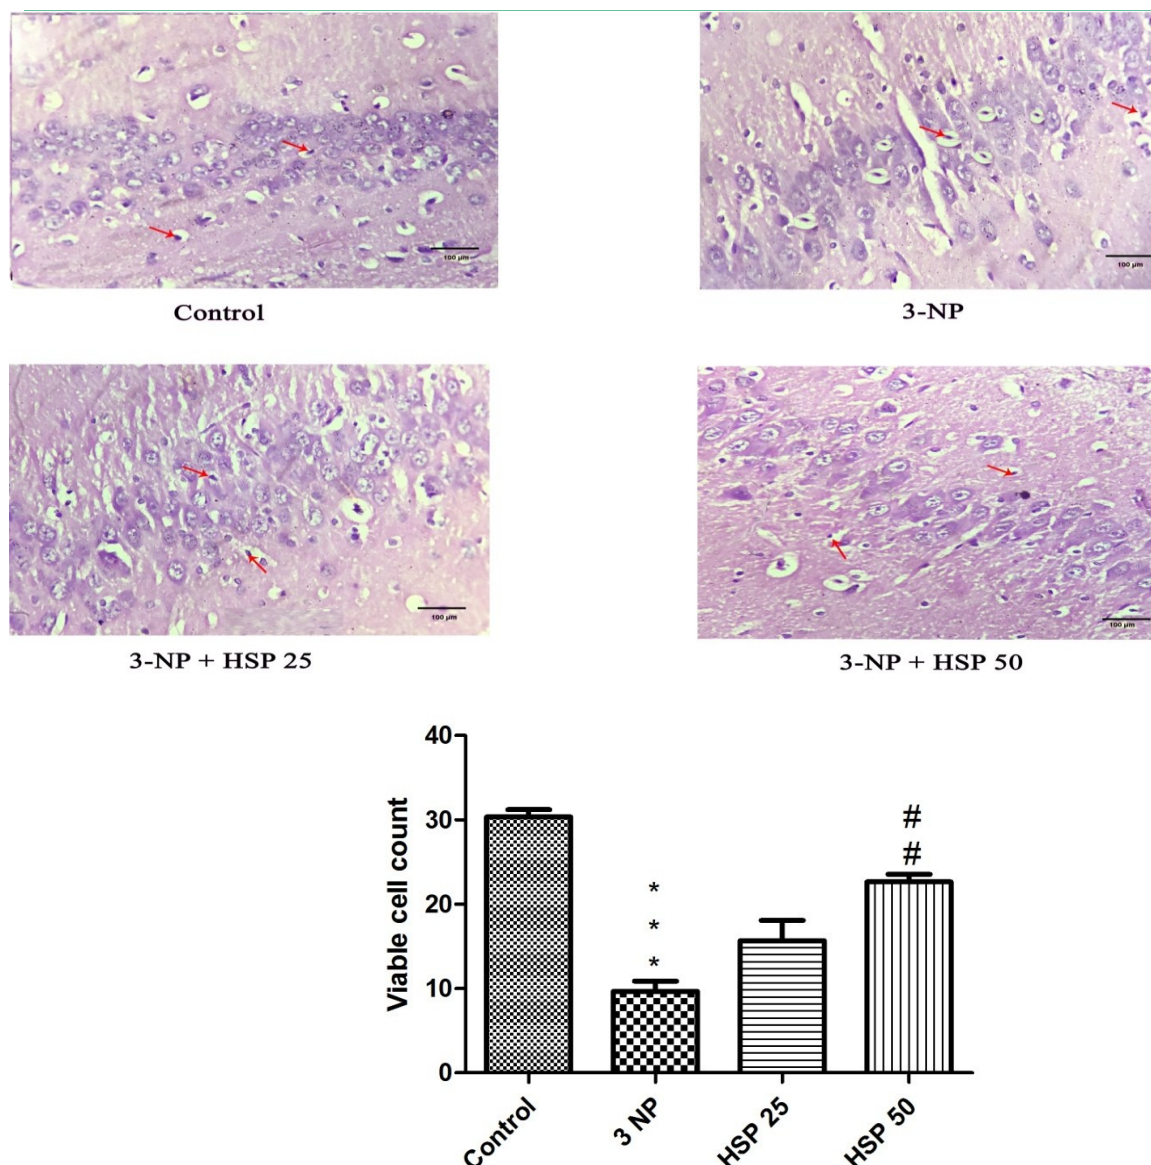 100 µm
100 µm
Control
3-NP
100 µm
100 µm
3-NP + HSP 25
3-NP + HSP 50
40
30
20
10
0
Viable cell count
* * *
# #
Control
3 NP
HSP 25
HSP 50